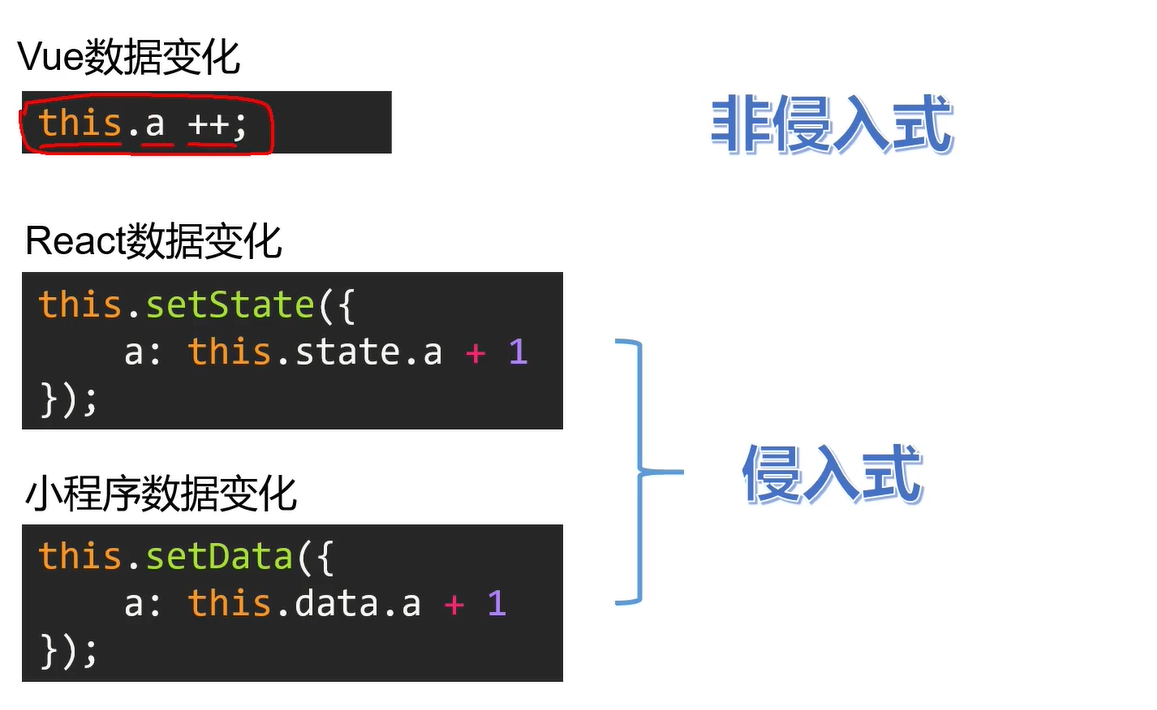 Vue数据变化
this.a ++;
非侵入式
React数据变化
this.setState({
    a: this.state.a + 1
});
侵入式
小程序数据变化
this.setData({
    a: this.data.a + 1
});